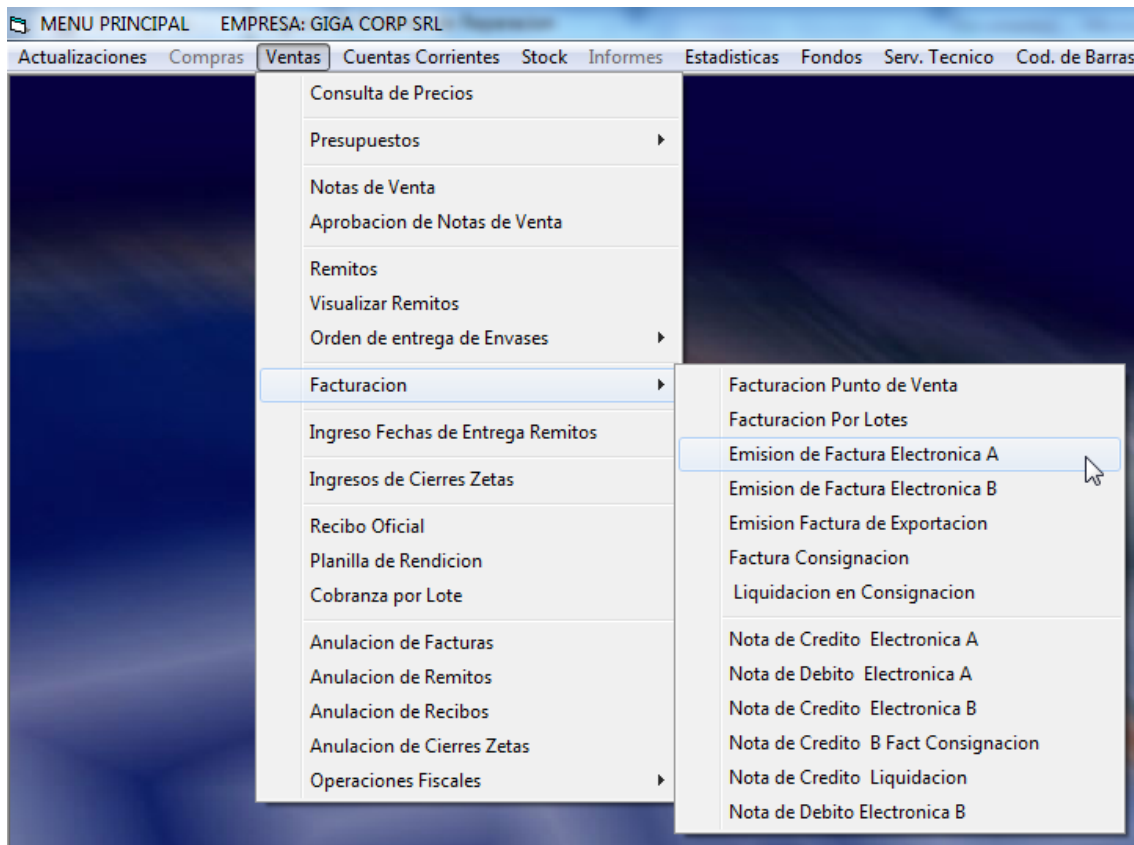 MENU PRINCIPAL EMPRESA: GIGA CORP SRL
Actualizaciones Compras Ventas Cuentas Corrientes Stock Informes Estadisticas Fondos Serv. Tecnico Cod. de Barras
Consulta de Precios
Presupuestos
Notas de Venta
Aprobacion de Notas de Venta
Remitos
Visualizar Remitos
Orden de entrega de Envases
Facturacion
Ingreso Fechas de Entrega Remitos
Ingresos de Cierres Zetas
Recibo Oficial
Planilla de Rendicion
Cobranza por Lote
Anulacion de Facturas
Anulacion de Remitos
Anulacion de Recibos
Anulacion de Cierres Zetas
Operaciones Fiscales
Facturacion Punto de Venta
Facturacion Por Lotes
Emision de Factura Electronica A
Emision de Factura Electronica B
Emision Factura de Exportacion
Factura Consignacion
Liquidacion en Consignacion
Nota de Credito Electronica A
Nota de Debito Electronica A
Nota de Credito Electronica B
Nota de Credito B Fact Consignacion
Nota de Credito Liquidacion
Nota de Debito Electronica B